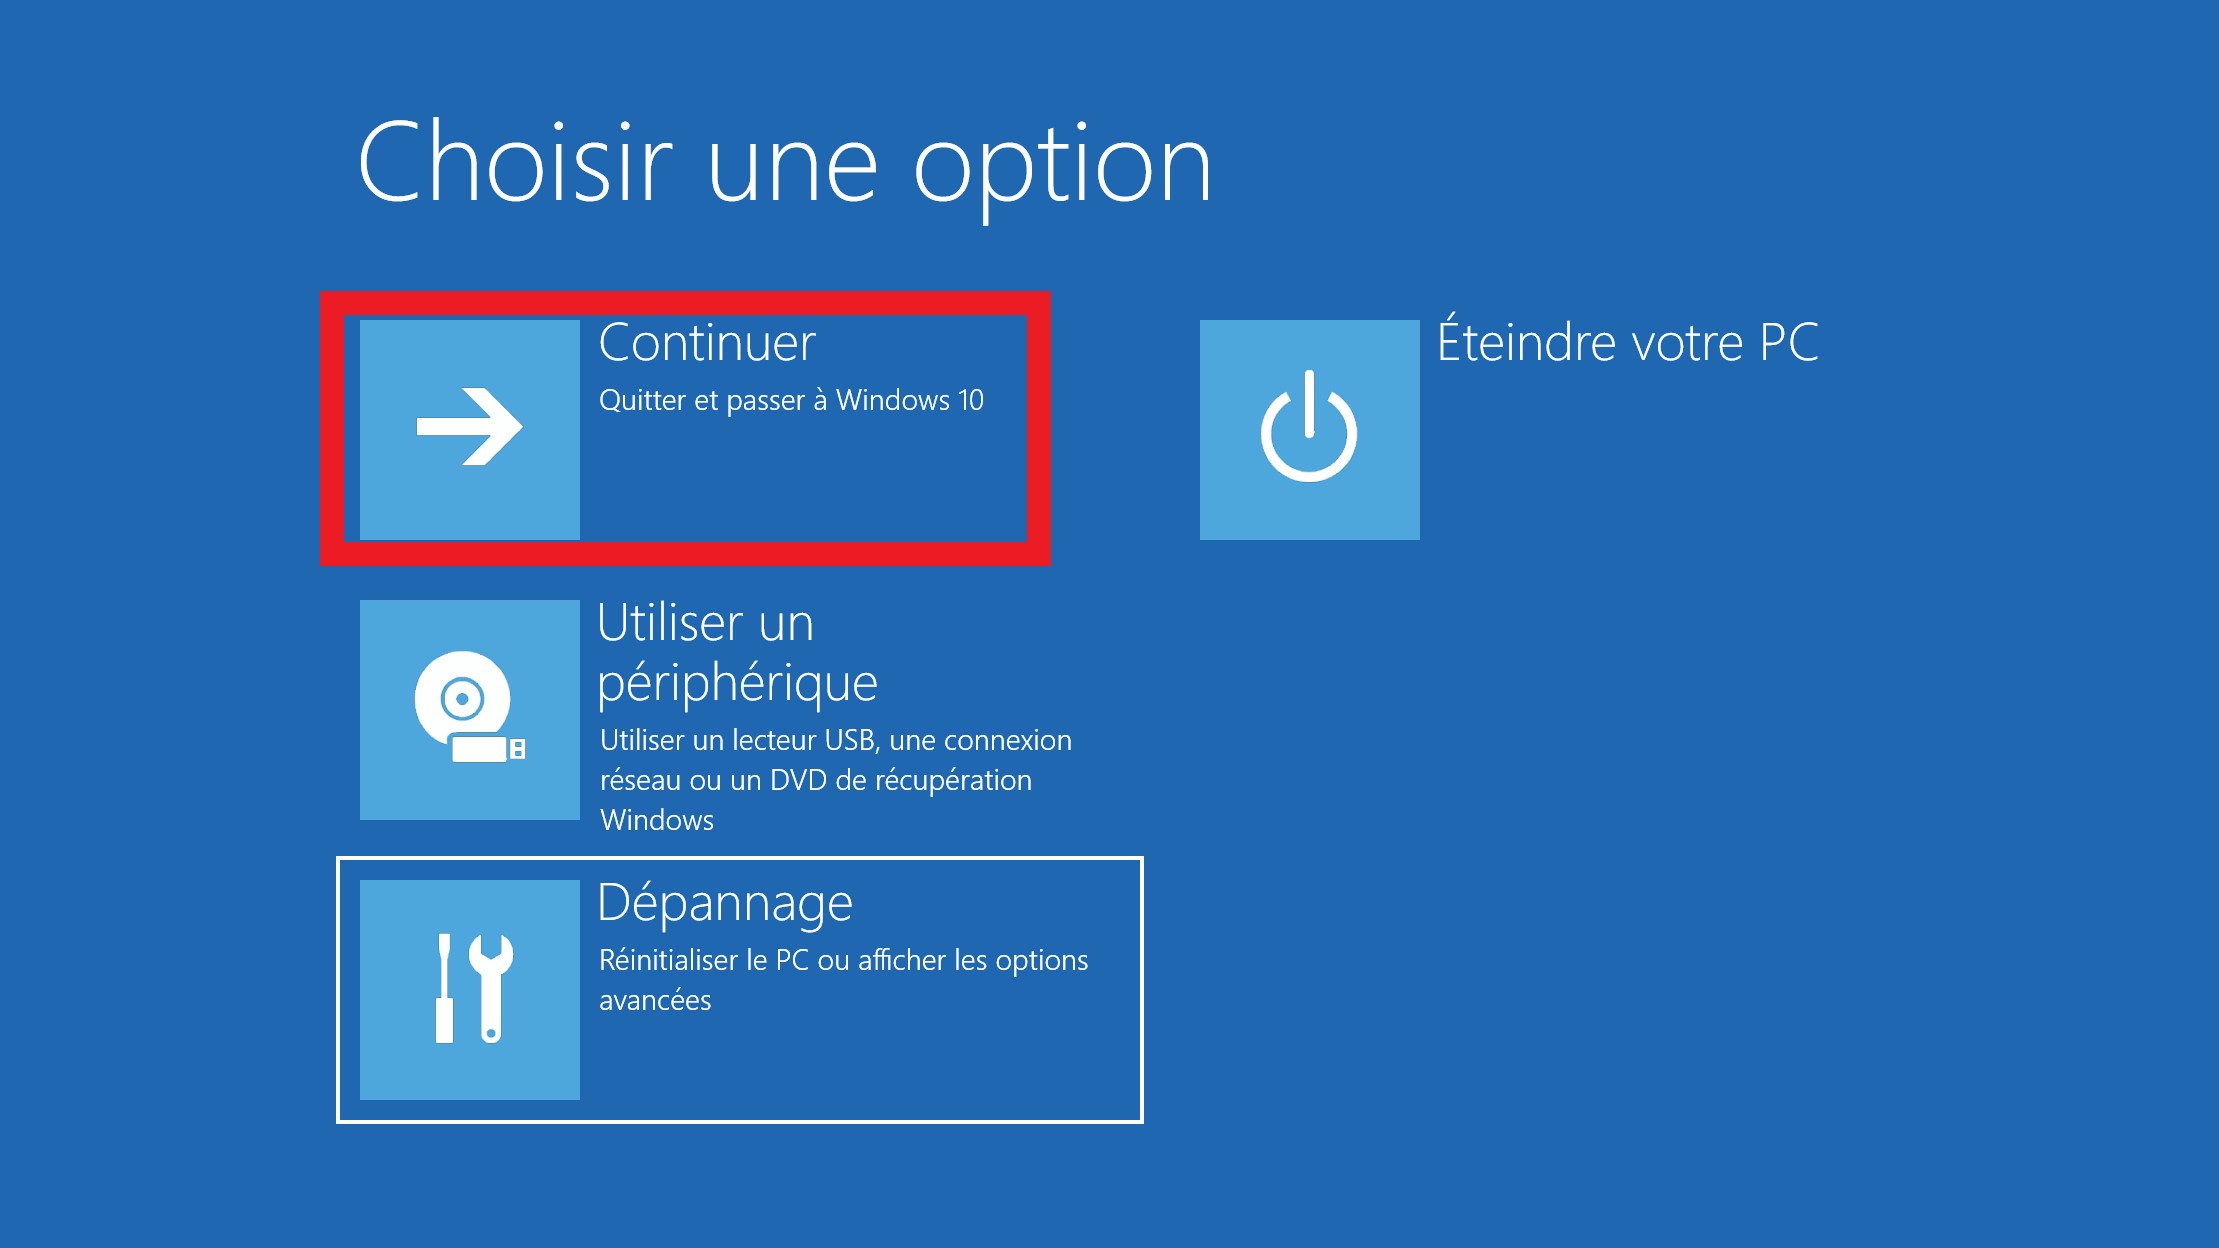 Choisir une option
Continuer
Quitter et passer à Windows 10
Éteindre votre PC
Utiliser un
périphérique
Utiliser un lecteur USB, une connexion
réseau ou un DVD de récupération
Windows
Dépannage
Réinitialiser le PC ou afficher les options
avancées